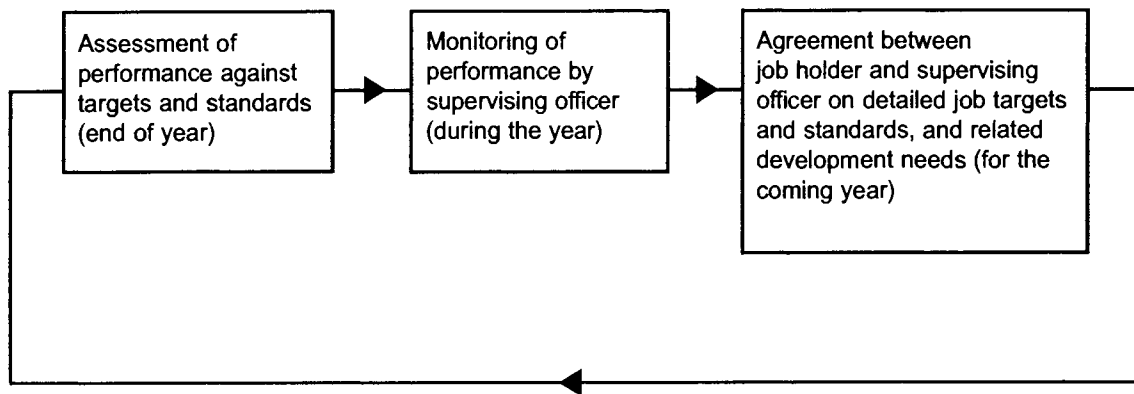 Assessment of
performance against
targets and standards
(end of year)
Monitoring of
performance by
supervising officer
(during the year)
Agreement between
job holder and supervising
officer on detailed job targets
and standards, and related
development needs (for the
coming year)